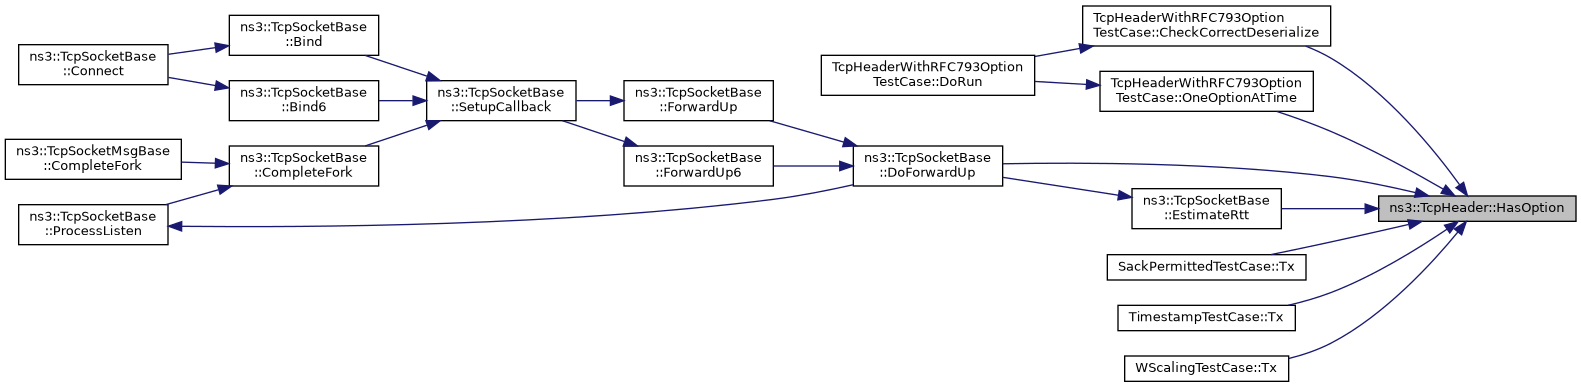 ns3::TcpSocketBase
::Connect
ns3::TcpSocketMsgBase
::CompleteFork
ns3::TcpSocketBase
::ProcessListen
ns3::TcpSocketBase
::Bind
ns3::TcpSocketBase
::Bind6
ns3::TcpSocketBase
::CompleteFork
ns3::TcpSocketBase
::SetupCallback
ns3::TcpSocketBase
::ForwardUp
ns3::TcpSocketBase
::ForwardUp6
TcpHeaderWithRFC793Option
TestCase::DoRun
ns3::TcpSocketBase
::DoForwardUp
TcpHeaderWithRFC793Option
TestCase::CheckCorrectDeserialize
TcpHeaderWithRFC793Option
TestCase::OneOptionAtTime
ns3::TcpSocketBase
::EstimateRtt
SackPermittedTestCase::Tx
TimestampTestCase::Tx
WScalingTestCase::Tx
ns3::TcpHeader::HasOption